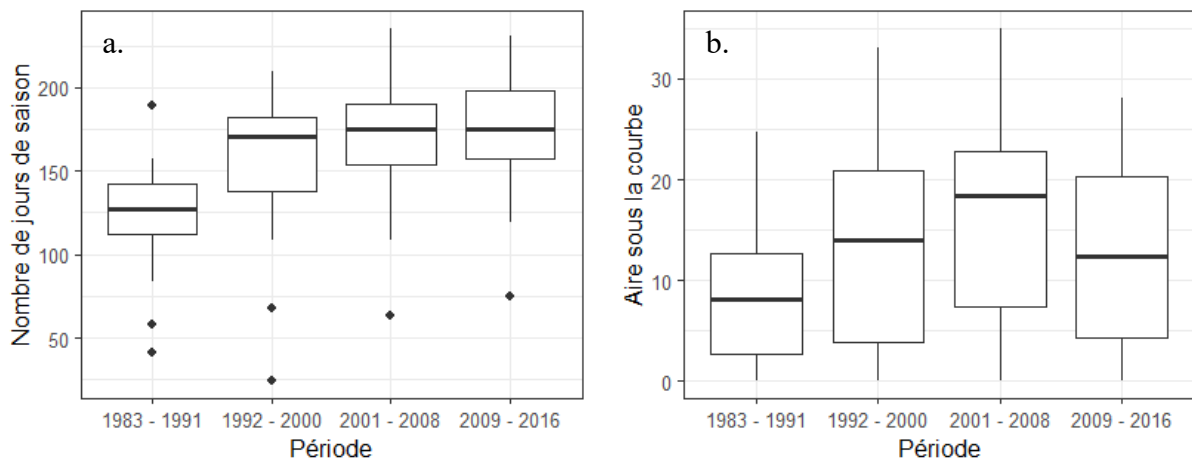 a.
Nombre de jours de saison
200
150
100
50
1983 - 1991 1992 - 2000 2001 - 2008 2009 - 2016
Période
b.
Aire sous la courbe
30
20
10
0
1983 - 1991 1992 - 2000 2001 - 2008 2009 - 2016
Période